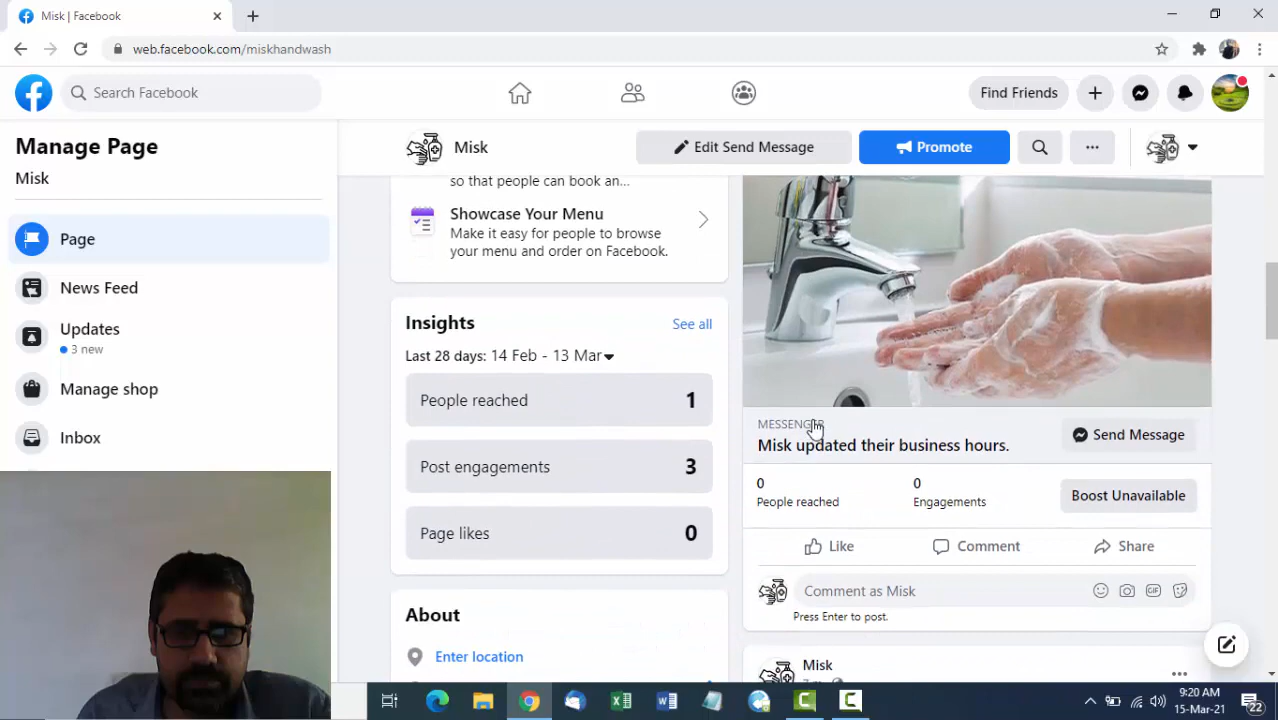 Misk | Facebook
web.facebook.com/miskhandwash
Search Facebook
Find Friends
Manage Page
Misk
Misk
Edit Send Message
Promote
Page
News Feed
Updates
3 new
Manage shop
Inbox
so that people can book an...
Showcase Your Menu
Make it easy for people to browse
your menu and order on Facebook.
Insights
See all
Last 28 days: 14 Feb - 13 Mar
People reached 1
Post engagements 3
Page likes 0
About
Enter location
MESSENGER
Misk updated their business hours.
Send Message
0
People reached
0
Engagements
Boost Unavailable
Like
Comment
Share
Comment as Misk
GIF
Press Enter to post.
Misk
9:20 AM
15-Mar-21
22